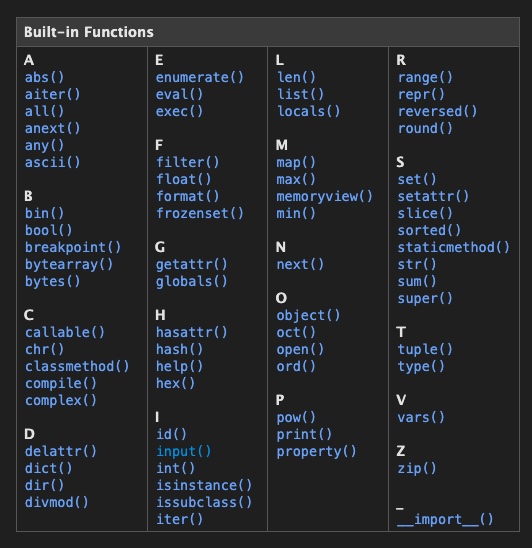 Built-in Functions
A
abs()
aiter()
all()
anext()
any()
ascii()
B
bin()
bool()
breakpoint()
bytearray()
bytes()
C
callable()
chr()
classmethod()
compile()
complex()
D
delattr()
dict()
dir()
divmod()
E
enumerate()
eval()
exec()
F
filter()
float()
format()
frozenset()
G
getattr()
globals()
H
hasattr()
hash()
help()
hex()
I
id()
input()
int()
isinstance()
issubclass()
iter()
L
len()
list()
locals()
M
map()
max()
memoryview()
min()
N
next()
O
object()
oct()
open()
ord()
P
pow()
print()
property()
R
range()
repr()
reversed()
round()
S
set()
setattr()
slice()
sorted()
staticmethod()
str()
sum()
super()
T
tuple()
type()
V
vars()
Z
zip()
_
__import__()